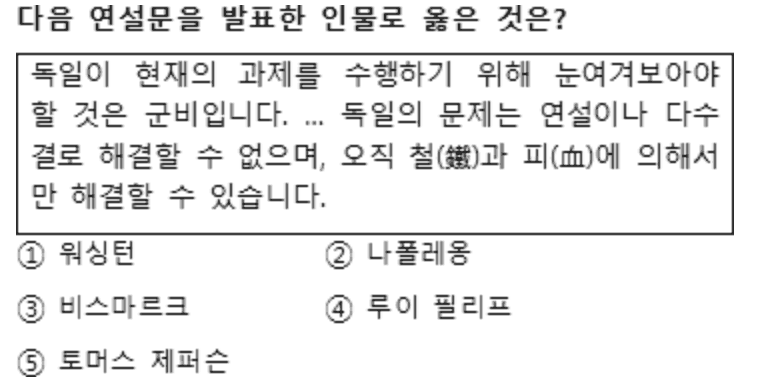 다음 연설문을 발표한 인물로 옳은 것은?
독일이 현재의 과제를 수행하기 위해 눈여겨보아야
할 것은 군비입니다. ... 독일의 문제는 연설이나 다수
결로 해결할 수 없으며, 오직 철(鐵)과 피(血)에 의해서
만 해결할 수 있습니다.
① 워싱턴 ② 나폴레옹
③ 비스마르크 ④ 루이 필리프
⑤ 토머스 제퍼슨